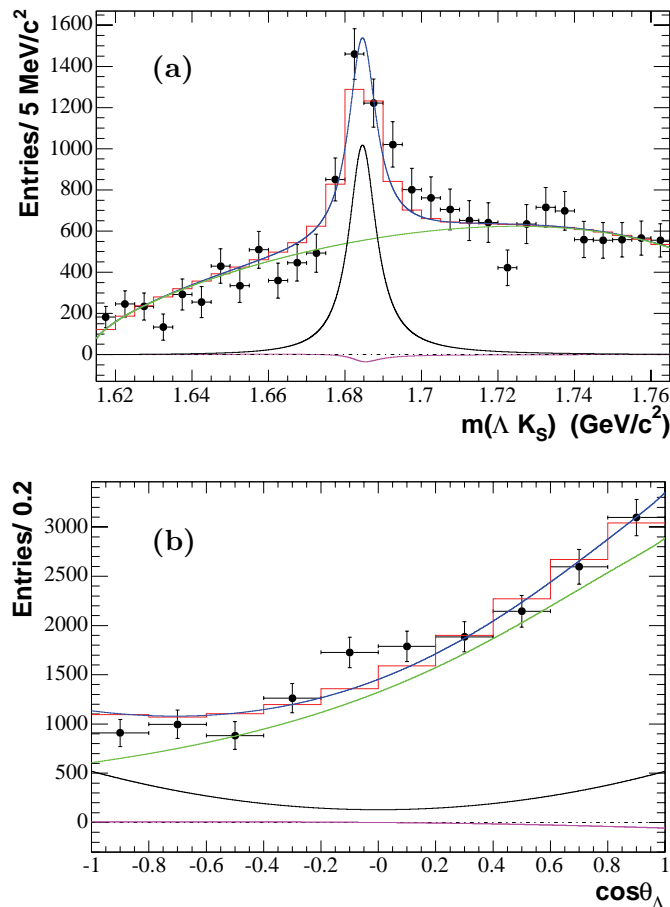 Entries/ 5 MeV/c²
1600
1400
1200
1000
800
600
400
200
0
(a)
1.62 1.64 1.66 1.68 1.7 1.72 1.74 1.76
m(Λ K_S) (GeV/c²)
Entries/ 0.2
3000
2500
2000
1500
1000
500
0
(b)
-1 -0.8 -0.6 -0.4 -0.2 -0 0.2 0.4 0.6 0.8 1
cosθ_Λ